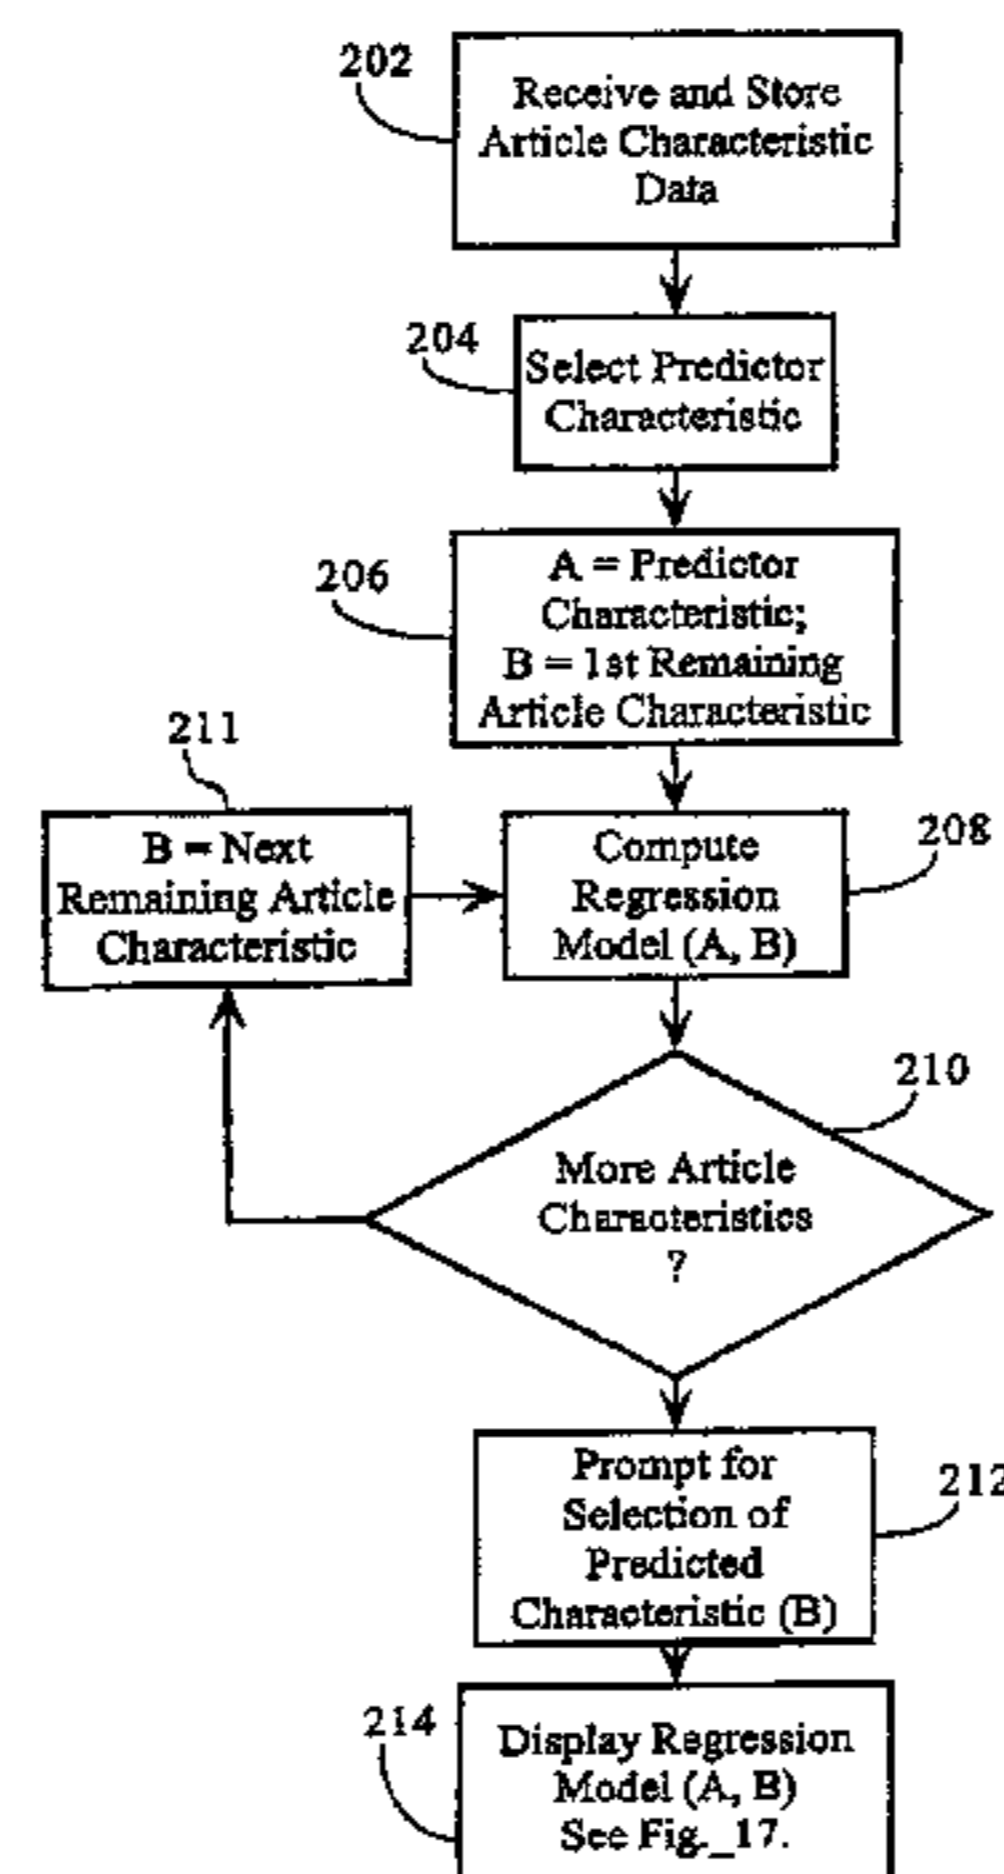 202
Receive and Store
Article Characteristic
Data
204
Select Predictor
Characteristic
206
A = Predictor
Characteristic;
B = 1st Remaining
Article Characteristic
211
B = Next
Remaining Article
Characteristic
Compute
Regression
Model (A, B)
208
210
More Article
Characteristics
?
Prompt for
Selection of
Predicted
Characteristic (B)
212
214
Display Regression
Model (A, B)
See Fig._17.